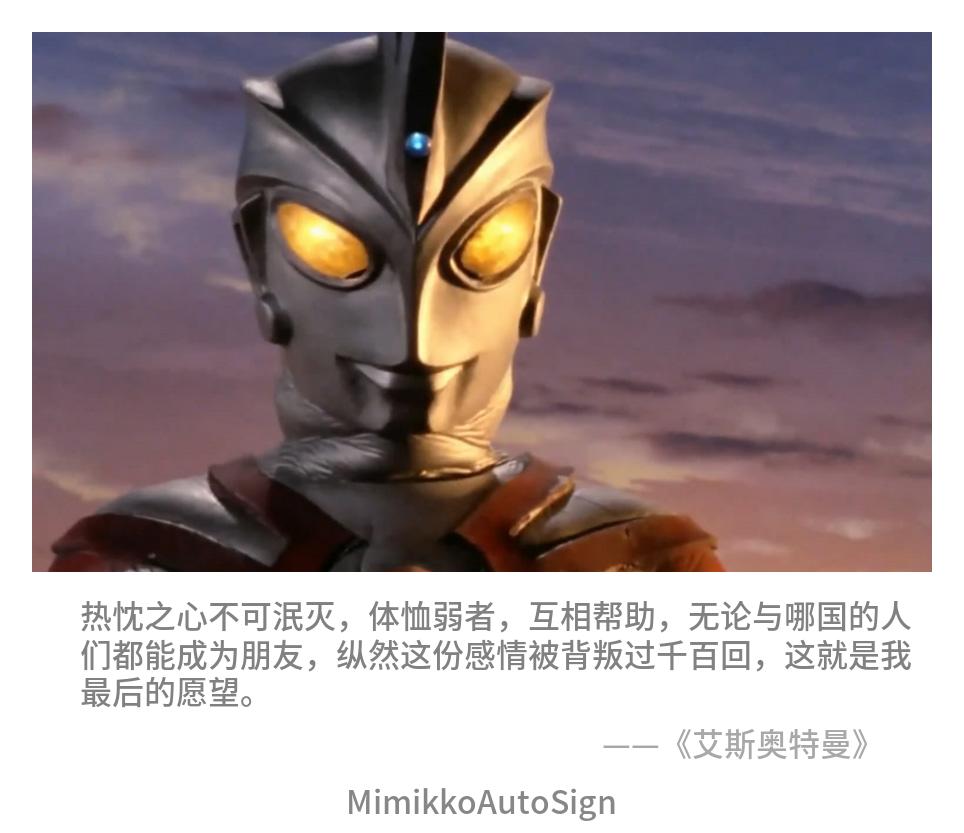 热忱之心不可泯灭，体恤弱者，互相帮助，无论与哪国的人
们都能成为朋友，纵然这份感情被背叛过千百回，这就是我
最后的愿望。
——《艾斯奥特曼》
MimikkoAutoSign